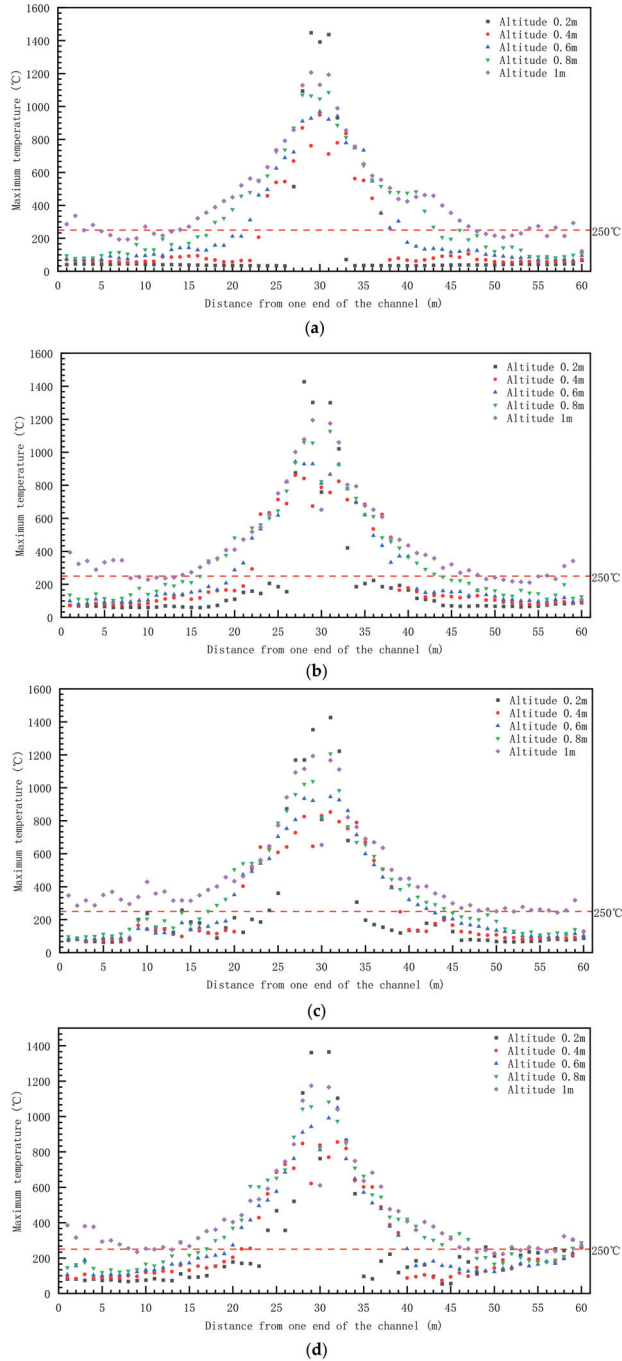 1600
1400
1200
1000
800
600
400
200
0
Maximum temperature (℃)
Altitude 0.2m
Altitude 0.4m
Altitude 0.6m
Altitude 0.8m
Altitude 1m
250℃
0 5 10 15 20 25 30 35 40 45 50 55 60
Distance from one end of the channel (m)
(a)
1600
1400
1200
1000
800
600
400
200
0
Maximum temperature (℃)
Altitude 0.2m
Altitude 0.4m
Altitude 0.6m
Altitude 0.8m
Altitude 1m
250℃
0 5 10 15 20 25 30 35 40 45 50 55 60
Distance from one end of the channel (m)
(b)
1600
1400
1200
1000
800
600
400
200
0
Maximum temperature (℃)
Altitude 0.2m
Altitude 0.4m
Altitude 0.6m
Altitude 0.8m
Altitude 1m
250℃
0 5 10 15 20 25 30 35 40 45 50 55 60
Distance from one end of the channel (m)
(c)
1400
1200
1000
800
600
400
200
0
Maximum temperature (℃)
Altitude 0.2m
Altitude 0.4m
Altitude 0.6m
Altitude 0.8m
Altitude 1m
250℃
0 5 10 15 20 25 30 35 40 45 50 55 60
Distance from one end of the channel (m)
(d)